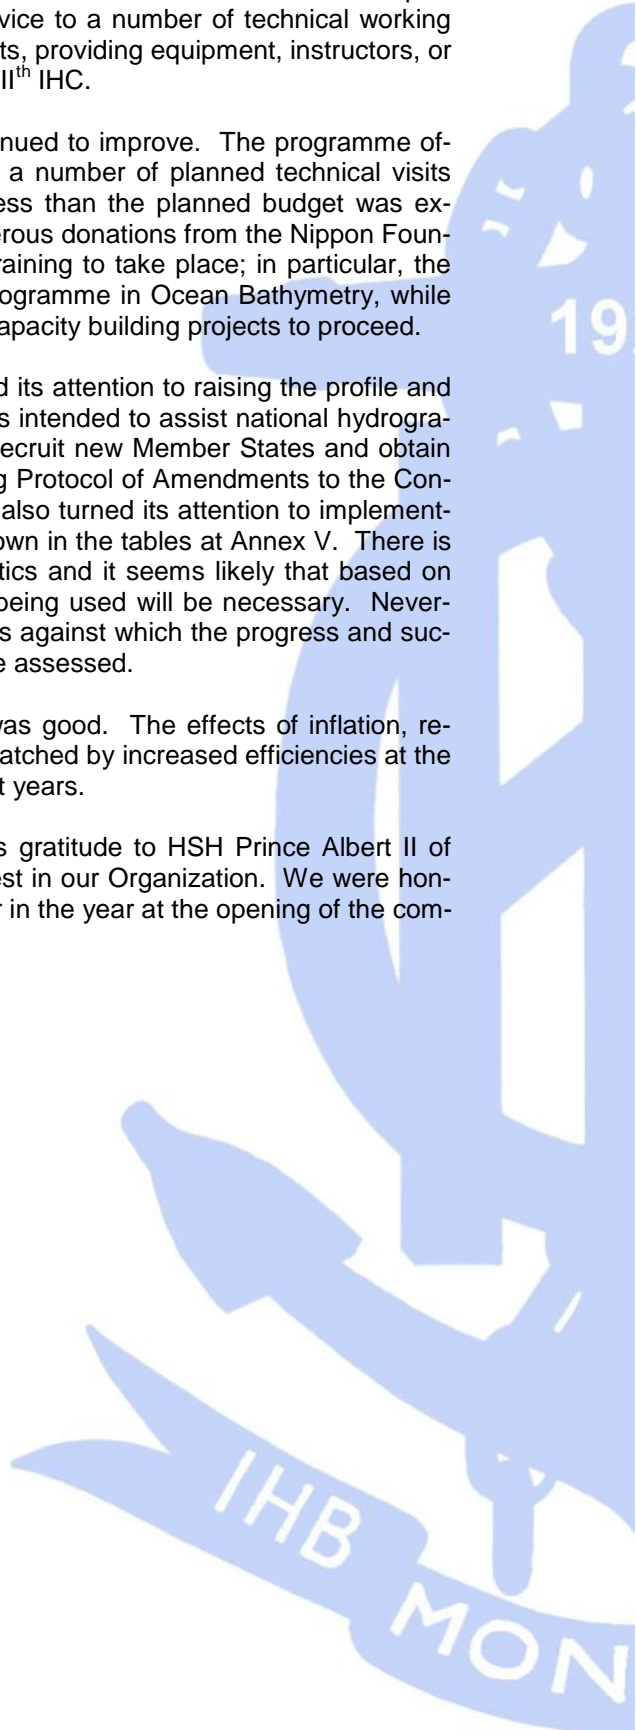 vice to a number of technical working
ts, providing equipment, instructors, or
IIth IHC.
nued to improve. The programme of-
a number of planned technical visits
ess than the planned budget was ex-
erous donations from the Nippon Foun-
raining to take place; in particular, the
ogramme in Ocean Bathymetry, while
apacity building projects to proceed.
d its attention to raising the profile and
s intended to assist national hydrogra-
recruit new Member States and obtain
g Protocol of Amendments to the Con-
also turned its attention to implement-
own in the tables at Annex V. There is
tics and it seems likely that based on
being used will be necessary. Never-
s against which the progress and suc-
e assessed.
was good. The effects of inflation, re-
atched by increased efficiencies at the
t years.
s gratitude to HSH Prince Albert II of
est in our Organization. We were hon-
r in the year at the opening of the com-
19
IHB
MON